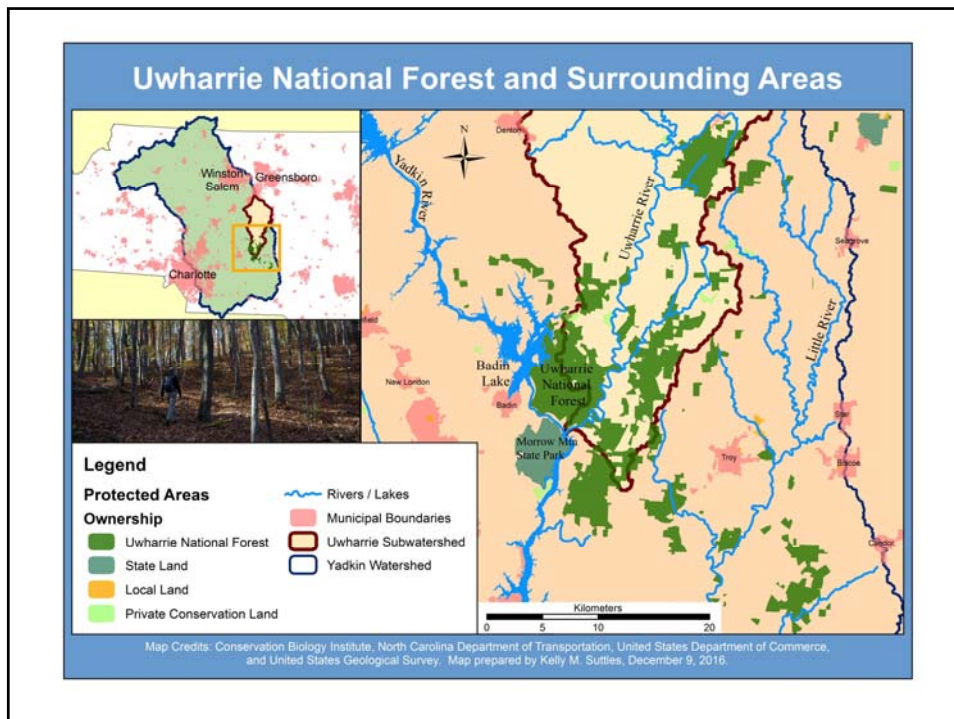 Uwharrie National Forest and Surrounding Areas
Winston
Salem
Greensboro
Charlotte
N
Denton
Yadkin River
Uwharrie River
Seagrove
Little River
field
New London
Badin
Lake
Badin
Uwharrie
National
Forest
Morrow Mtn
State Park
Troy
Star
Biscoe
Candor
Legend
Protected Areas
Ownership
Uwharrie National Forest
State Land
Local Land
Private Conservation Land
Rivers / Lakes
Municipal Boundaries
Uwharrie Subwatershed
Yadkin Watershed
Kilometers
0 5 10 20
Map Credits: Conservation Biology Institute, North Carolina Department of Transportation, United States Department of Commerce,
and United States Geological Survey. Map prepared by Kelly M. Suttles, December 9, 2016.